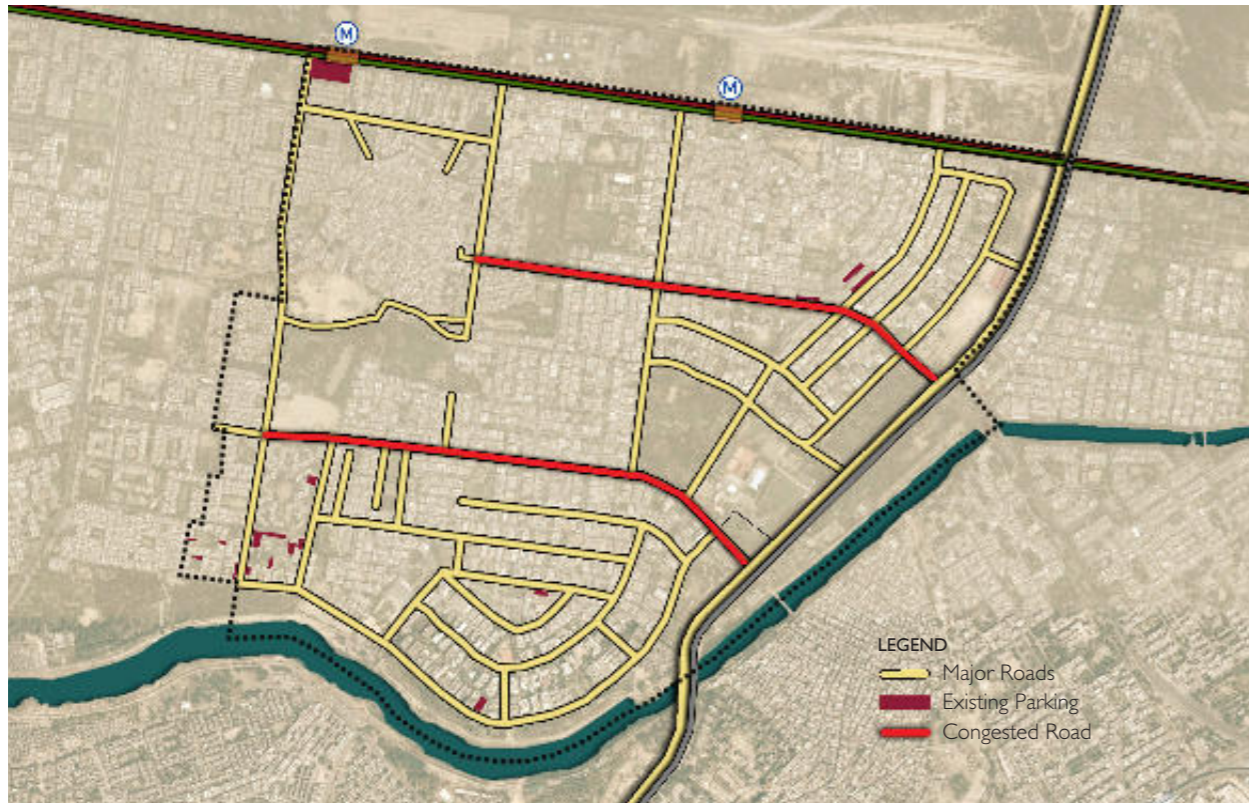 M
M
LEGEND
Major Roads
Existing Parking
Congested Road